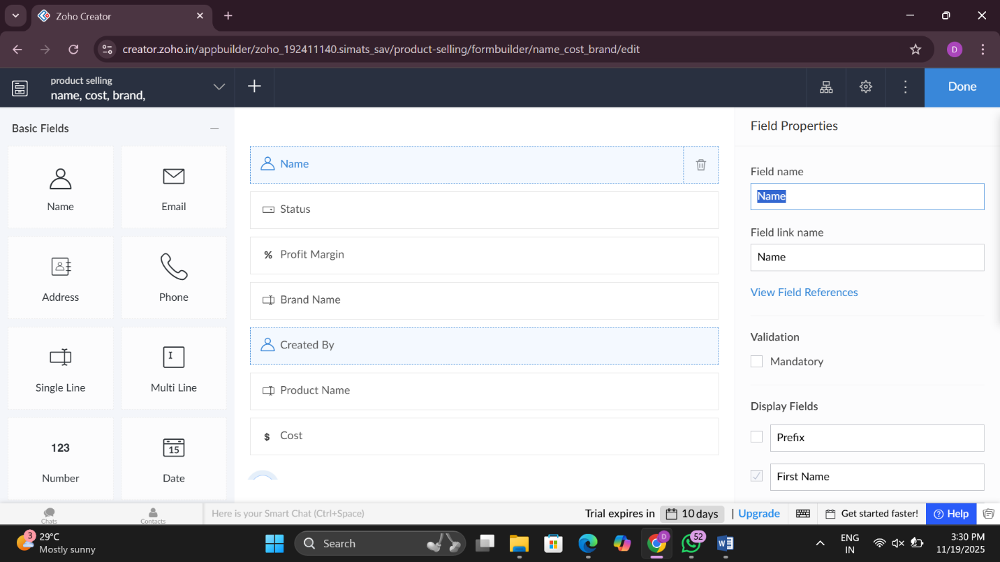 Zoho Creator
creator.zoho.in/appbuilder/zoho_192411140.simats_sav/product-selling/formbuilder/name_cost_brand/edit
D
product selling
name, cost, brand,
Done
Basic Fields
Name
Email
Address
Phone
Single Line
Multi Line
123
Number
15
Date
Name
Status
% Profit Margin
Brand Name
Created By
Product Name
$ Cost
Field Properties
Field name
Name
Field link name
Name
View Field References
Validation
Mandatory
Display Fields
Prefix
First Name
Chats
Contacts
Here is your Smart Chat (Ctrl+Space)
Trial expires in 10 days | Upgrade
Get started faster!
Help
3
29°C
Mostly sunny
Search
D
52
W
ENG
IN
3:30 PM
11/19/2025